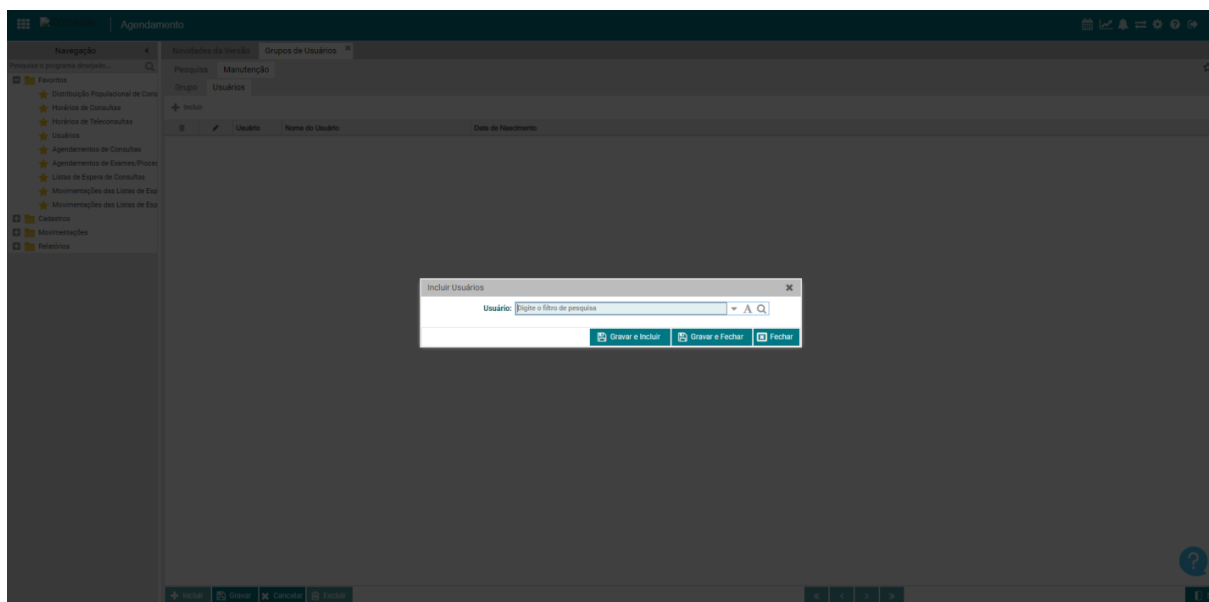 Agendamento
Navegação
Novidades da Versão
Grupos de Usuários
Pesquise o programa desejado...
Pesquisa
Manutenção
Favoritos
Grupo
Usuários
Distribuição Populacional de Cons
Horários de Consultas
Incluir
Horários de Teleconsultas
Usuário
Nome do Usuário
Data de Nascimento
Usuários
Agendamentos de Consultas
Agendamentos de Exames/Proces
Listas de Espera de Consultas
Movimentações das Listas de Esp
Movimentações das Listas de Esp
Cadastros
Movimentações
Relatórios
Incluir Usuários
Usuário:
Digite o filtro de pesquisa
A
Gravar e Incluir
Gravar e Fechar
Fechar
Incluir
Gravar
Cancelar
Excluir